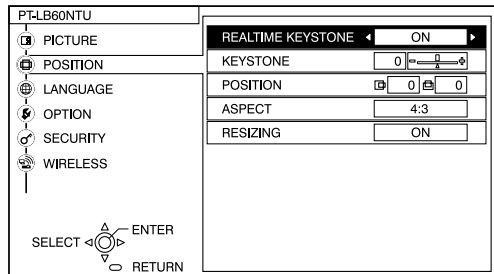 PT-LB60NTU
PICTURE
POSITION
LANGUAGE
OPTION
SECURITY
WIRELESS
SELECT
ENTER
RETURN
REALTIME KEYSTONE ON
KEYSTONE 0
POSITION 0 0
ASPECT 4:3
RESIZING ON